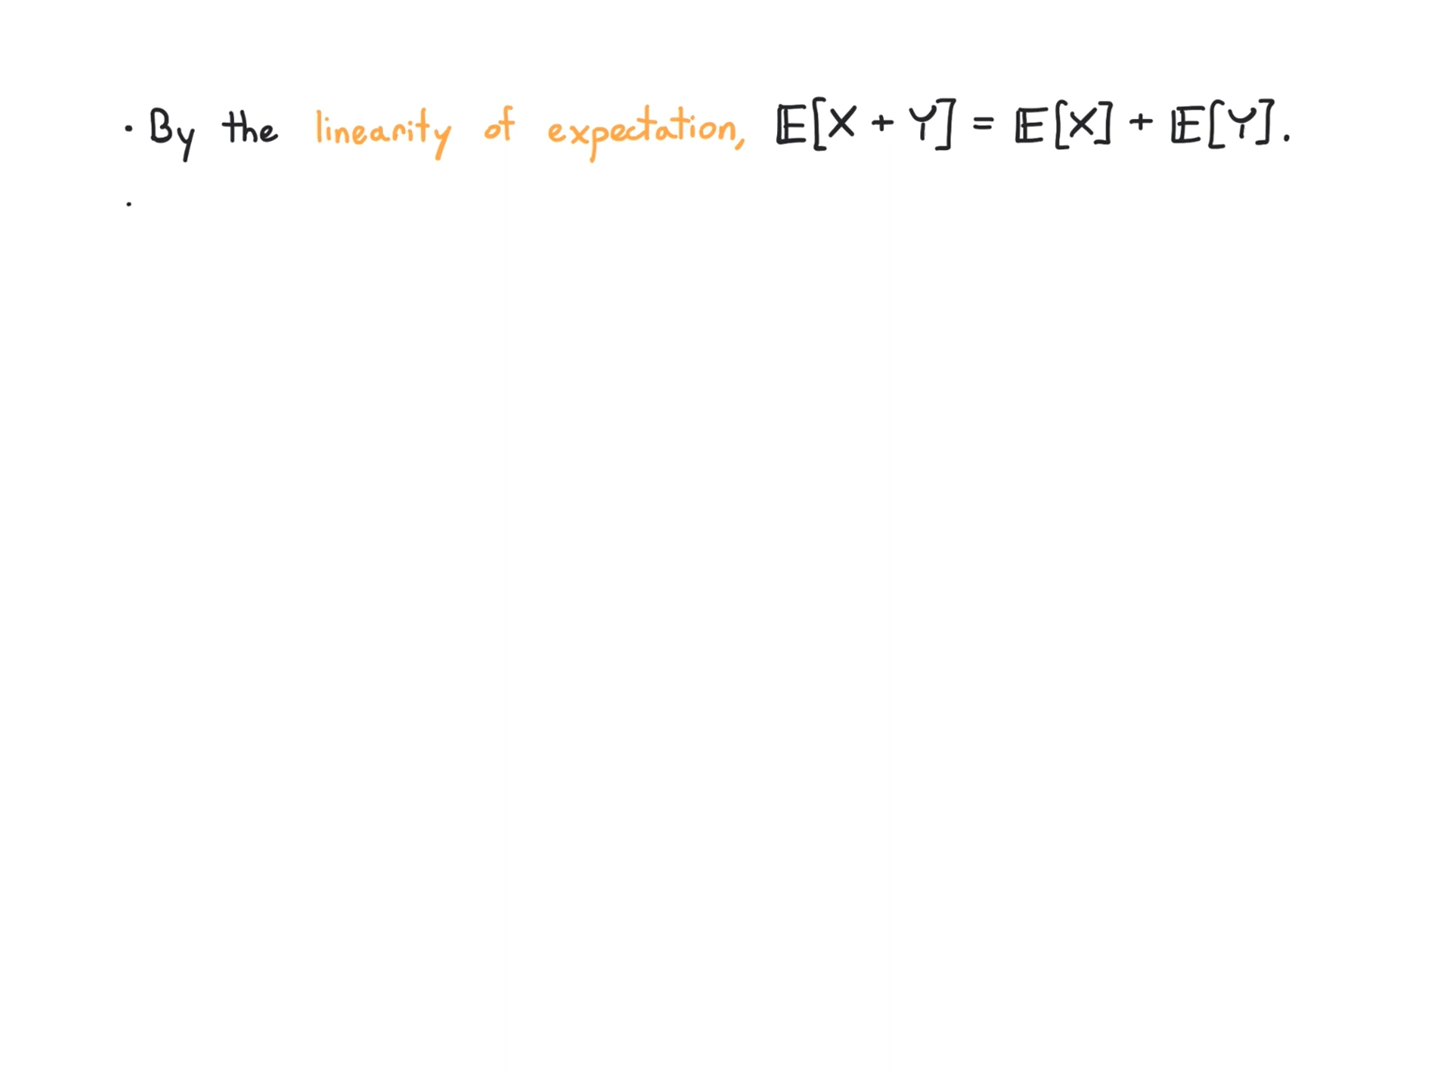 · By the linearity of expectation, 𝔼[X + Y] = 𝔼[X] + 𝔼[Y].
·